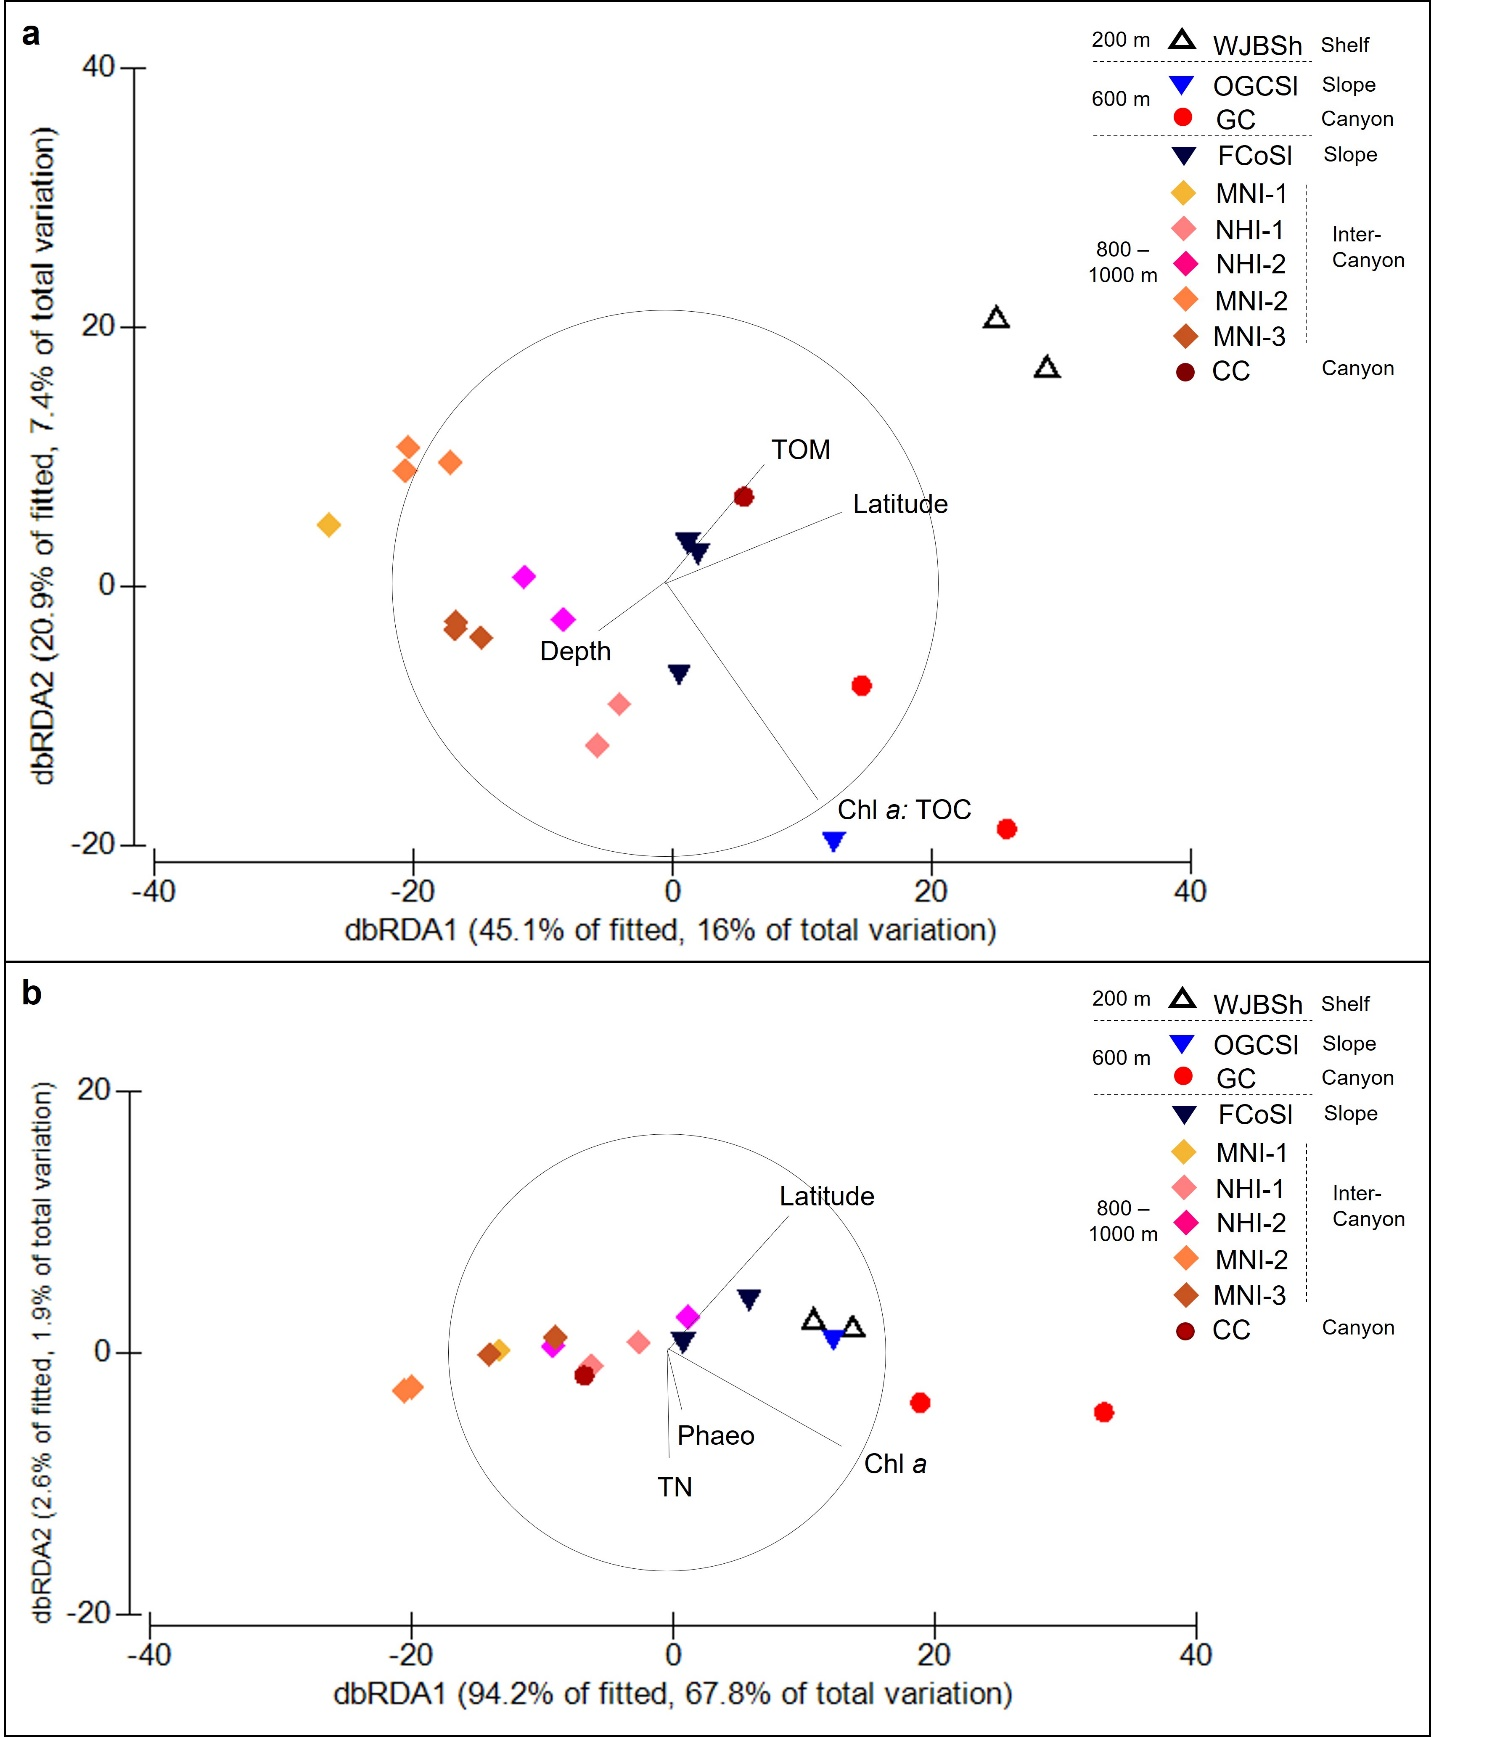 a
200 m WJBSh Shelf
600 m
OGCSl Slope
GC Canyon
FCoSl Slope
MNI-1
NHI-1
800 –
1000 m
Inter-
Canyon
NHI-2
MNI-2
MNI-3
CC Canyon
40
20
0
-20
dbRDA2 (20.9% of fitted, 7.4% of total variation)
TOM
Latitude
Depth
Chl a: TOC
-40 -20 0 20 40
dbRDA1 (45.1% of fitted, 16% of total variation)
b
200 m WJBSh Shelf
600 m
OGCSl Slope
GC Canyon
FCoSl Slope
MNI-1
NHI-1
800 –
1000 m
Inter-
Canyon
NHI-2
MNI-2
MNI-3
CC Canyon
20
0
-20
dbRDA2 (2.6% of fitted, 1.9% of total variation)
Latitude
Phaeo
Chl a
TN
-40 -20 0 20 40
dbRDA1 (94.2% of fitted, 67.8% of total variation)